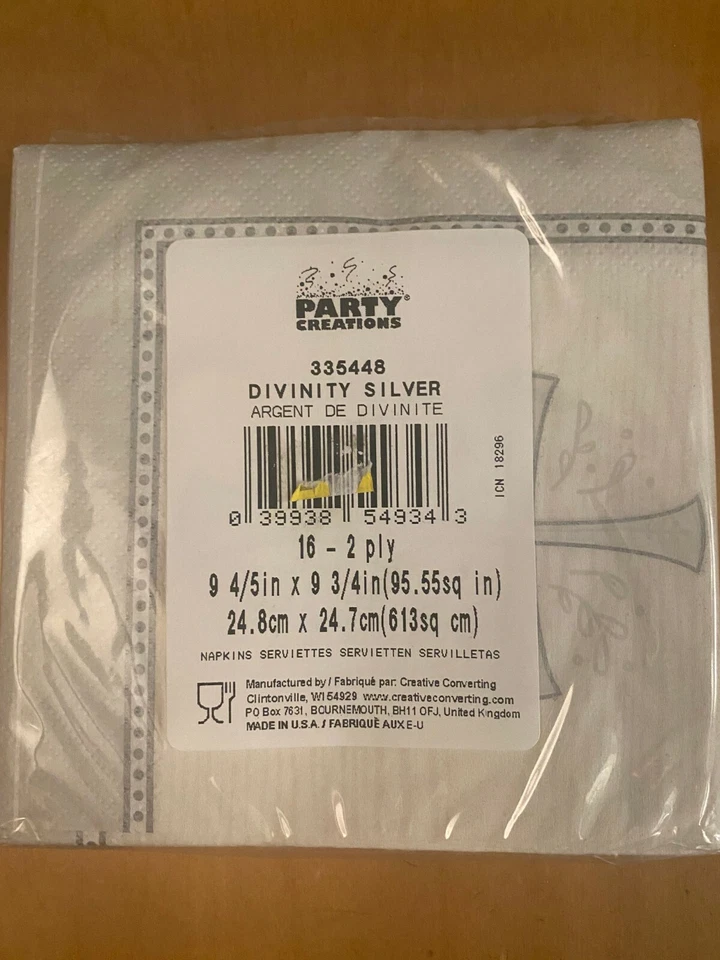 PARTY®
CREATIONS
335448
DIVINITY SILVER
ARGENT DE DIVINITE
ICN 18296
0 39938 54934 3
16 - 2 ply
9 4/5in x 9 3/4in(95.55sq in)
24.8cm x 24.7cm(613sq cm)
NAPKINS SERVIETTES SERVIETTEN SERVILLETAS
Manufactured by / Fabriqué par: Creative Converting
Clintonville, WI 54929 www.creativeconverting.com
PO Box 7631, BOURNEMOUTH, BH11 OFJ, United Kingdom
MADE IN U.S.A. / FABRIQUÈ AUX E-U